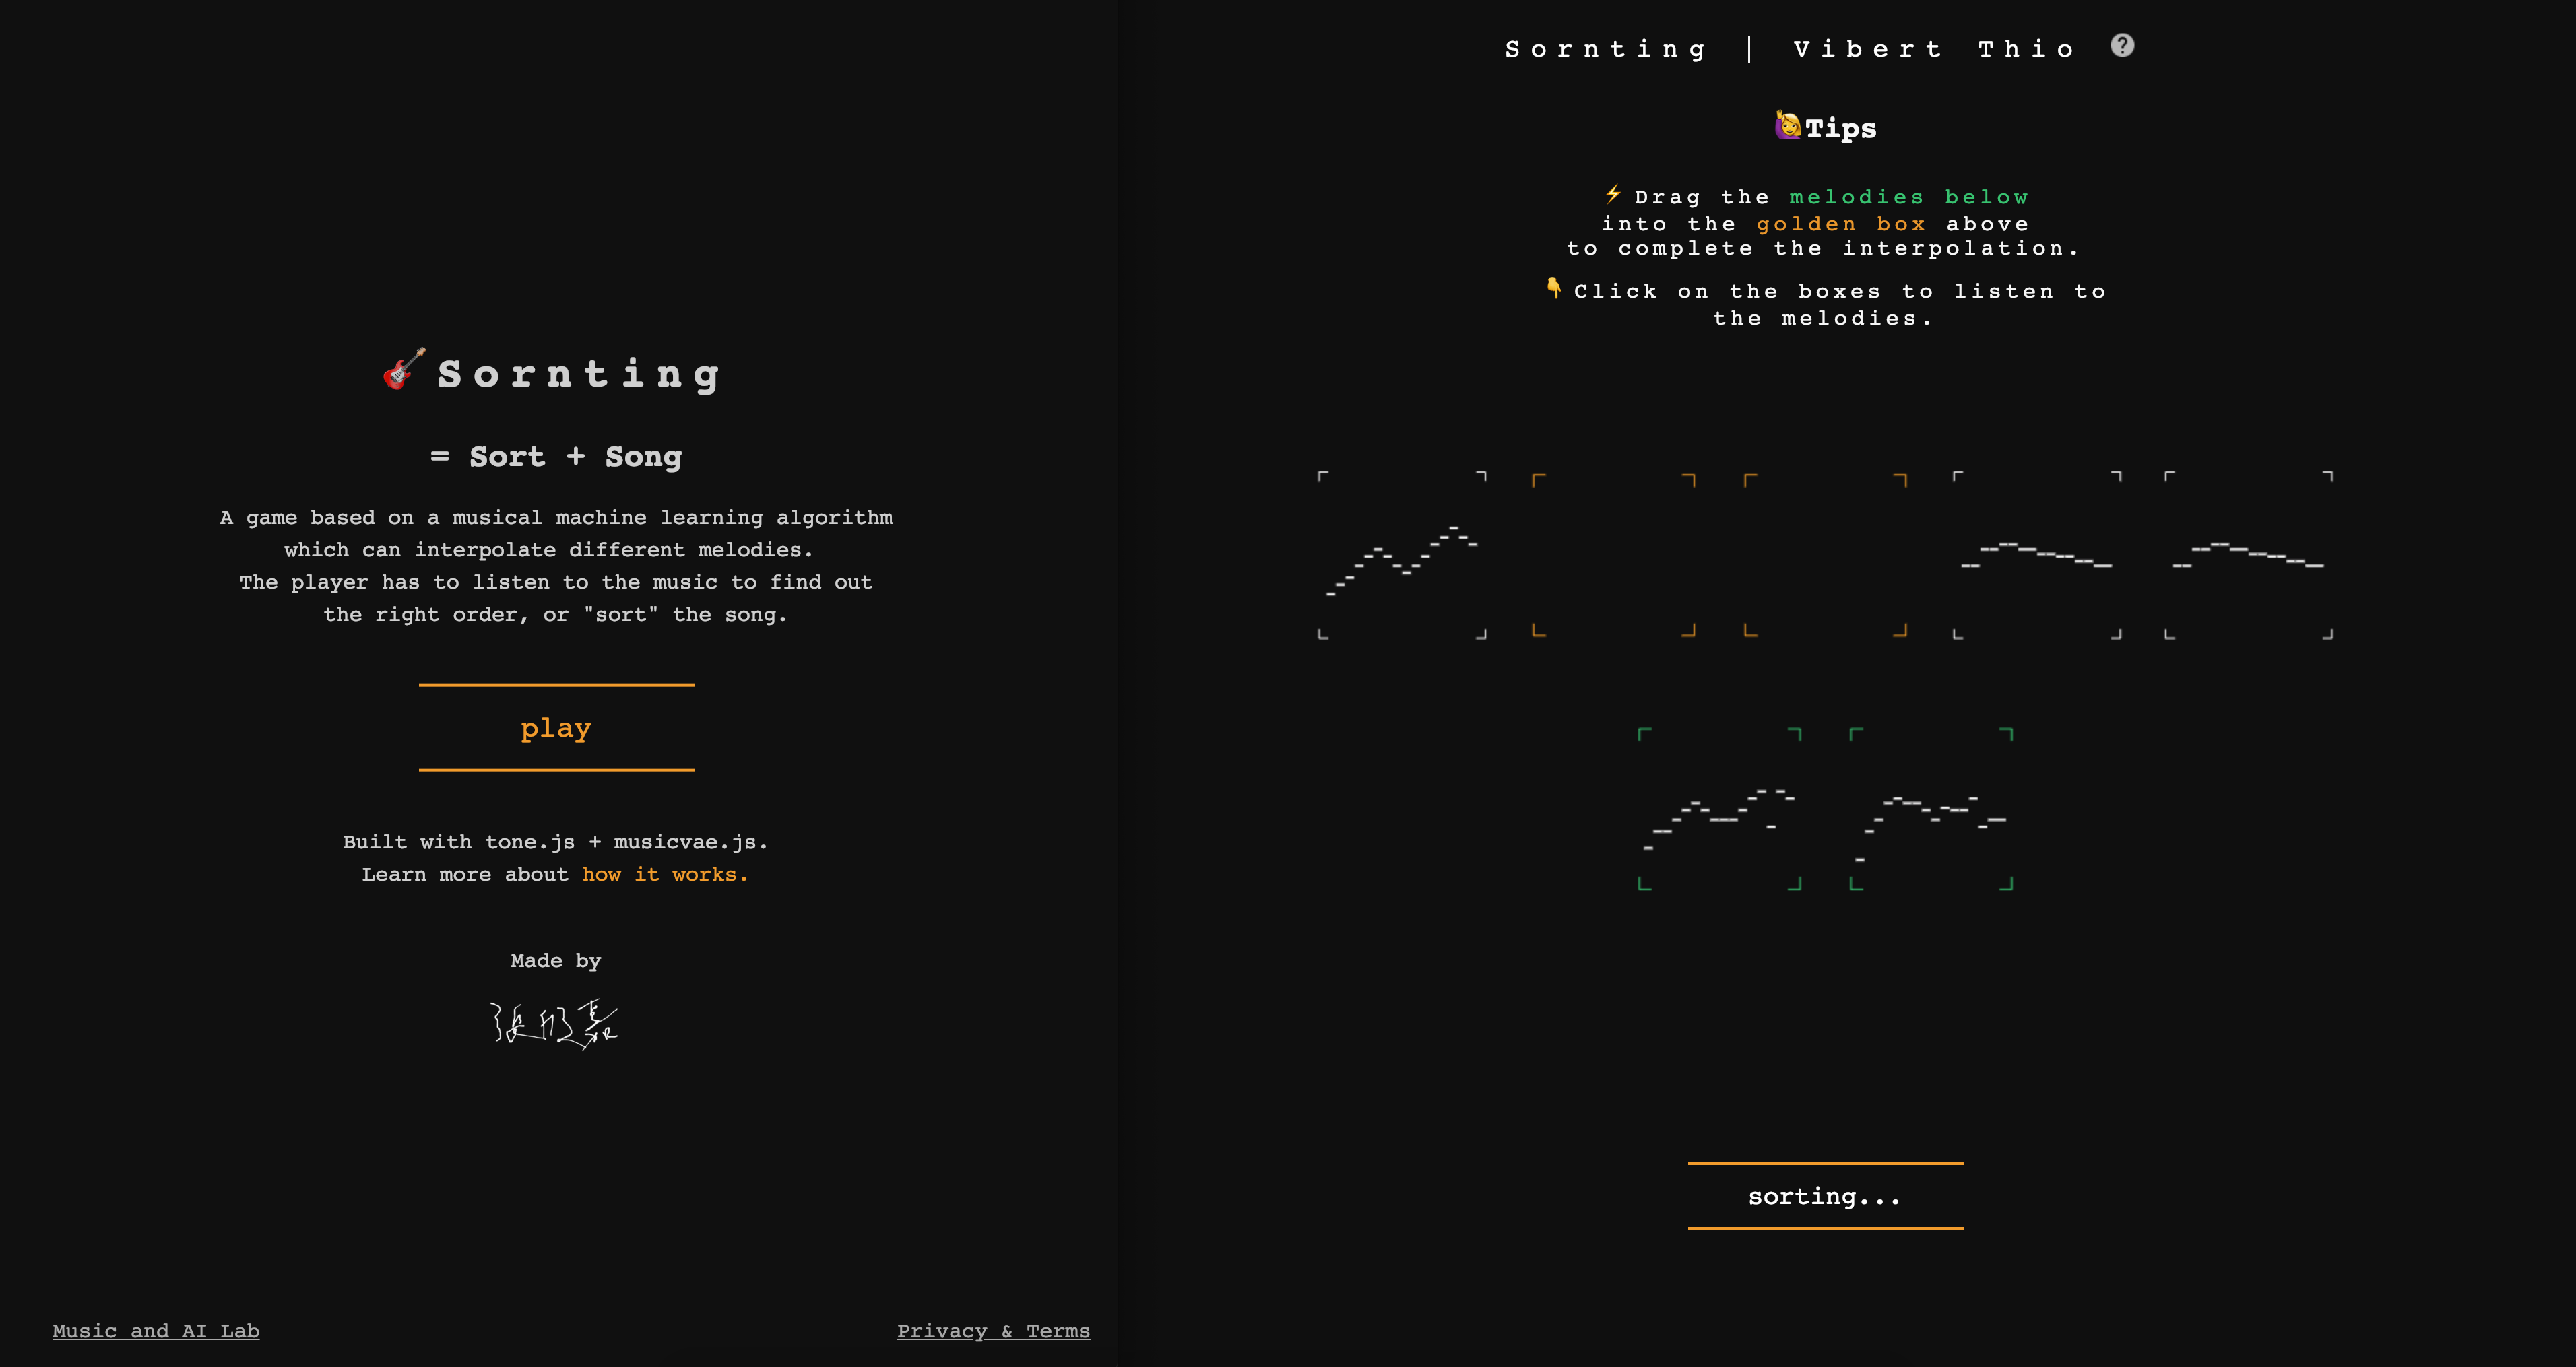 Sornting
= Sort + Song
A game based on a musical machine learning algorithm
which can interpolate different melodies.
The player has to listen to the music to find out
the right order, or "sort" the song.
play
Built with tone.js + musicvae.js.
Learn more about how it works.
Made by
Music and AI Lab
Privacy & Terms
Sornting | Vibert Thio ?
Tips
Drag the melodies below
into the golden box above
to complete the interpolation.
Click on the boxes to listen to
the melodies.
sorting...